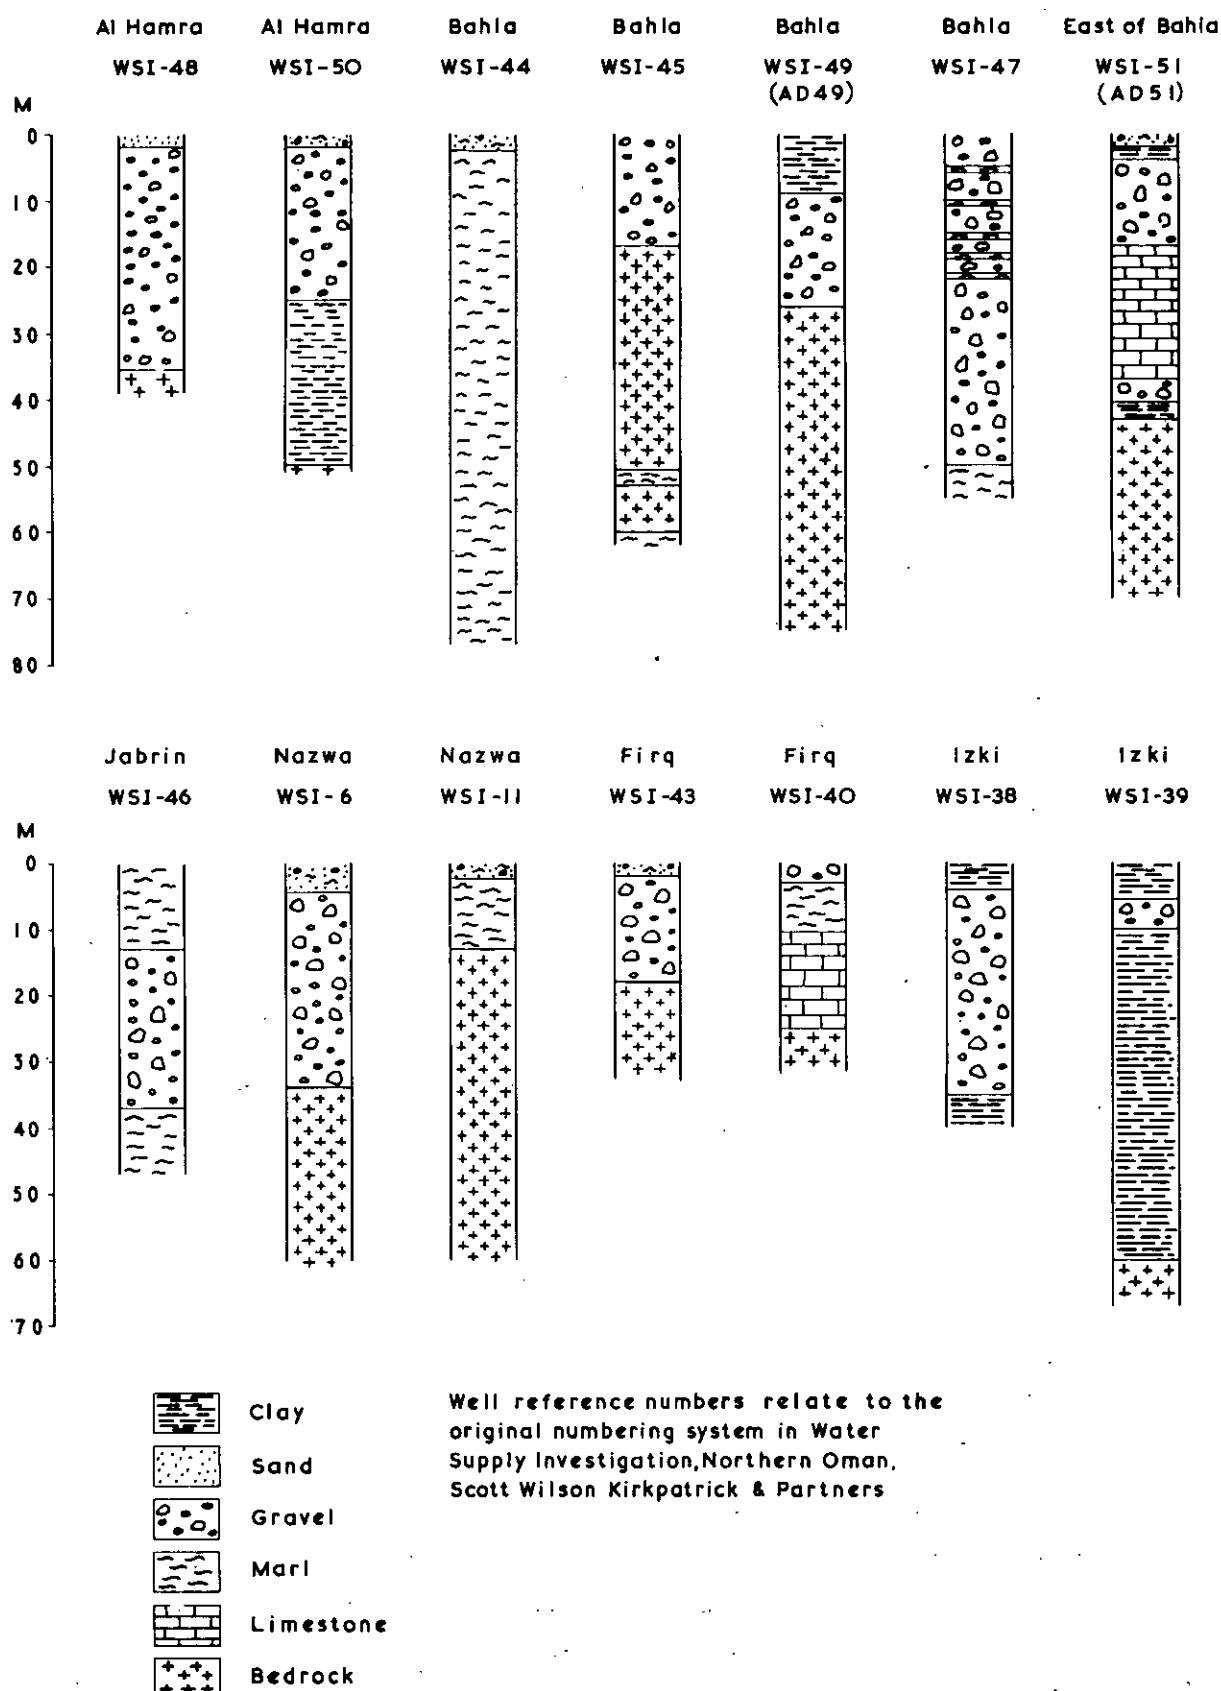 Al Hamra Al Hamra Bahla Bahla Bahla Bahla East of Bahla
WSI-48 WSI-50 WSI-44 WSI-45 WSI-49 WSI-47 WSI-51
(AD49) (AD51)
M
0
10
20
30
40
50
60
70
80
Jabrin Nazwa Nazwa Firq Firq Izki Izki
WSI-46 WSI-6 WSI-11 WSI-43 WSI-40 WSI-38 WSI-39
M
0
10
20
30
40
50
60
70
Clay
Sand
Gravel
Marl
Limestone
Bedrock
Well reference numbers relate to the
original numbering system in Water
Supply Investigation, Northern Oman,
Scott Wilson Kirkpatrick & Partners